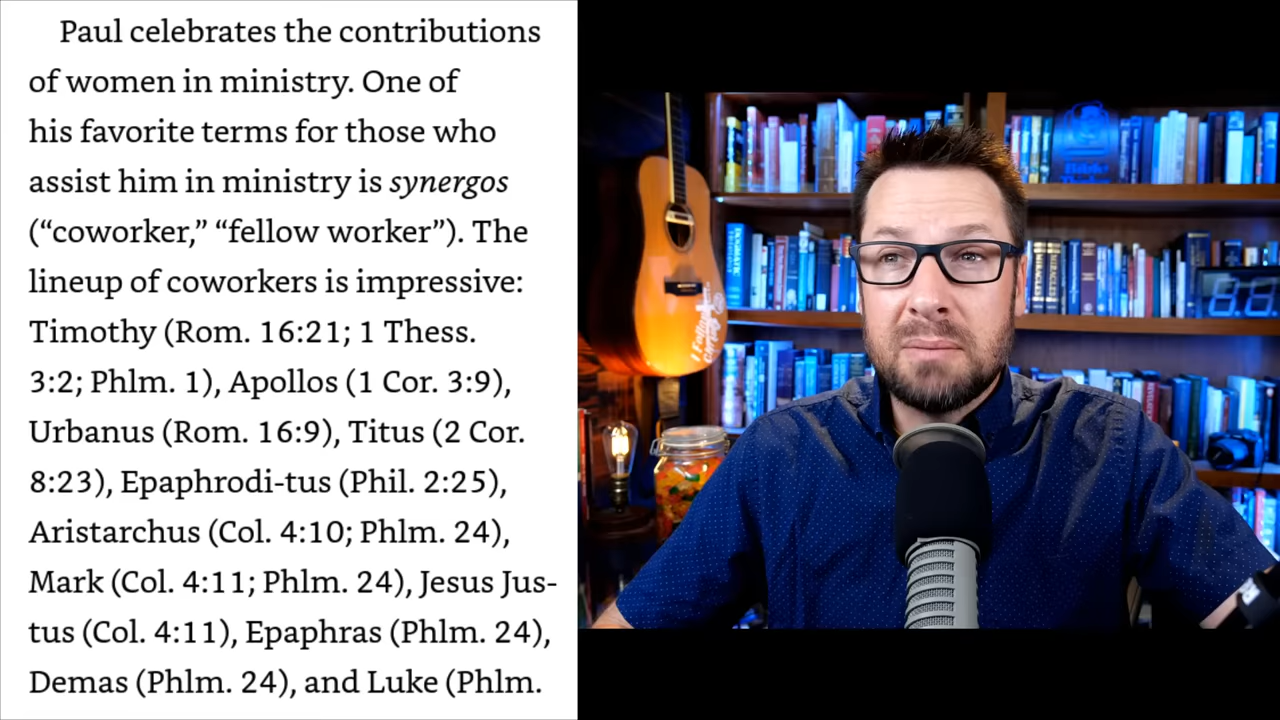 Paul celebrates the contributions
of women in ministry. One of
his favorite terms for those who
assist him in ministry is synergos
(“coworker,” “fellow worker”). The
lineup of coworkers is impressive:
Timothy (Rom. 16:21; 1 Thess.
3:2; Phlm. 1), Apollos (1 Cor. 3:9),
Urbanus (Rom. 16:9), Titus (2 Cor.
8:23), Epaphrodi-tus (Phil. 2:25),
Aristarchus (Col. 4:10; Phlm. 24),
Mark (Col. 4:11; Phlm. 24), Jesus Jus-
tus (Col. 4:11), Epaphras (Phlm. 24),
Demas (Phlm. 24), and Luke (Phlm.
DOGMATIC
MIRACLES
MIRACLES